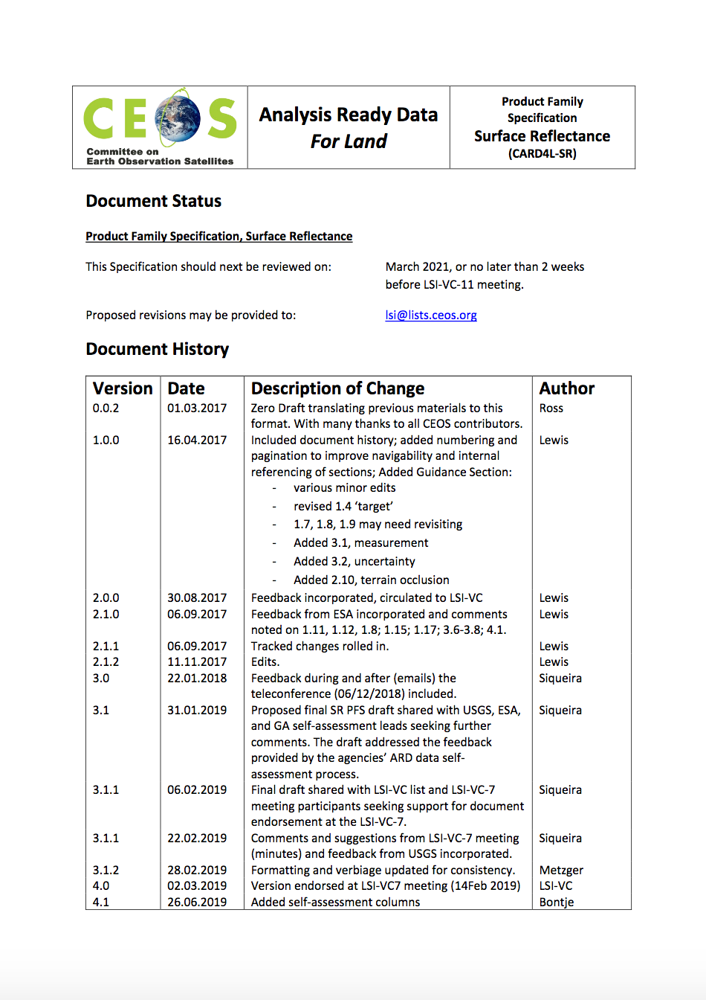 CEOS
Committee on
Earth Observation Satellites
Analysis Ready Data
For Land
Product Family
Specification
Surface Reflectance
(CARD4L-SR)
Document Status
Product Family Specification, Surface Reflectance
This Specification should next be reviewed on: March 2021, or no later than 2 weeks
before LSI-VC-11 meeting.
Proposed revisions may be provided to: lsi@lists.ceos.org
Document History
Version Date Description of Change Author
0.0.2 01.03.2017 Zero Draft translating previous materials to this Ross
format. With many thanks to all CEOS contributors.
1.0.0 16.04.2017 Included document history; added numbering and Lewis
pagination to improve navigability and internal
referencing of sections; Added Guidance Section:
- various minor edits
- revised 1.4 ‘target’
- 1.7, 1.8, 1.9 may need revisiting
- Added 3.1, measurement
- Added 3.2, uncertainty
- Added 2.10, terrain occlusion
2.0.0 30.08.2017 Feedback incorporated, circulated to LSI-VC Lewis
2.1.0 06.09.2017 Feedback from ESA incorporated and comments Lewis
noted on 1.11, 1.12, 1.8; 1.15; 1.17; 3.6-3.8; 4.1.
2.1.1 06.09.2017 Tracked changes rolled in. Lewis
2.1.2 11.11.2017 Edits. Lewis
3.0 22.01.2018 Feedback during and after (emails) the Siqueira
teleconference (06/12/2018) included.
3.1 31.01.2019 Proposed final SR PFS draft shared with USGS, ESA, Siqueira
and GA self-assessment leads seeking further
comments. The draft addressed the feedback
provided by the agencies’ ARD data self-
assessment process.
3.1.1 06.02.2019 Final draft shared with LSI-VC list and LSI-VC-7 Siqueira
meeting participants seeking support for document
endorsement at the LSI-VC-7.
3.1.1 22.02.2019 Comments and suggestions from LSI-VC-7 meeting Siqueira
(minutes) and feedback from USGS incorporated.
3.1.2 28.02.2019 Formatting and verbiage updated for consistency. Metzger
4.0 02.03.2019 Version endorsed at LSI-VC7 meeting (14Feb 2019) LSI-VC
4.1 26.06.2019 Added self-assessment columns Bontje